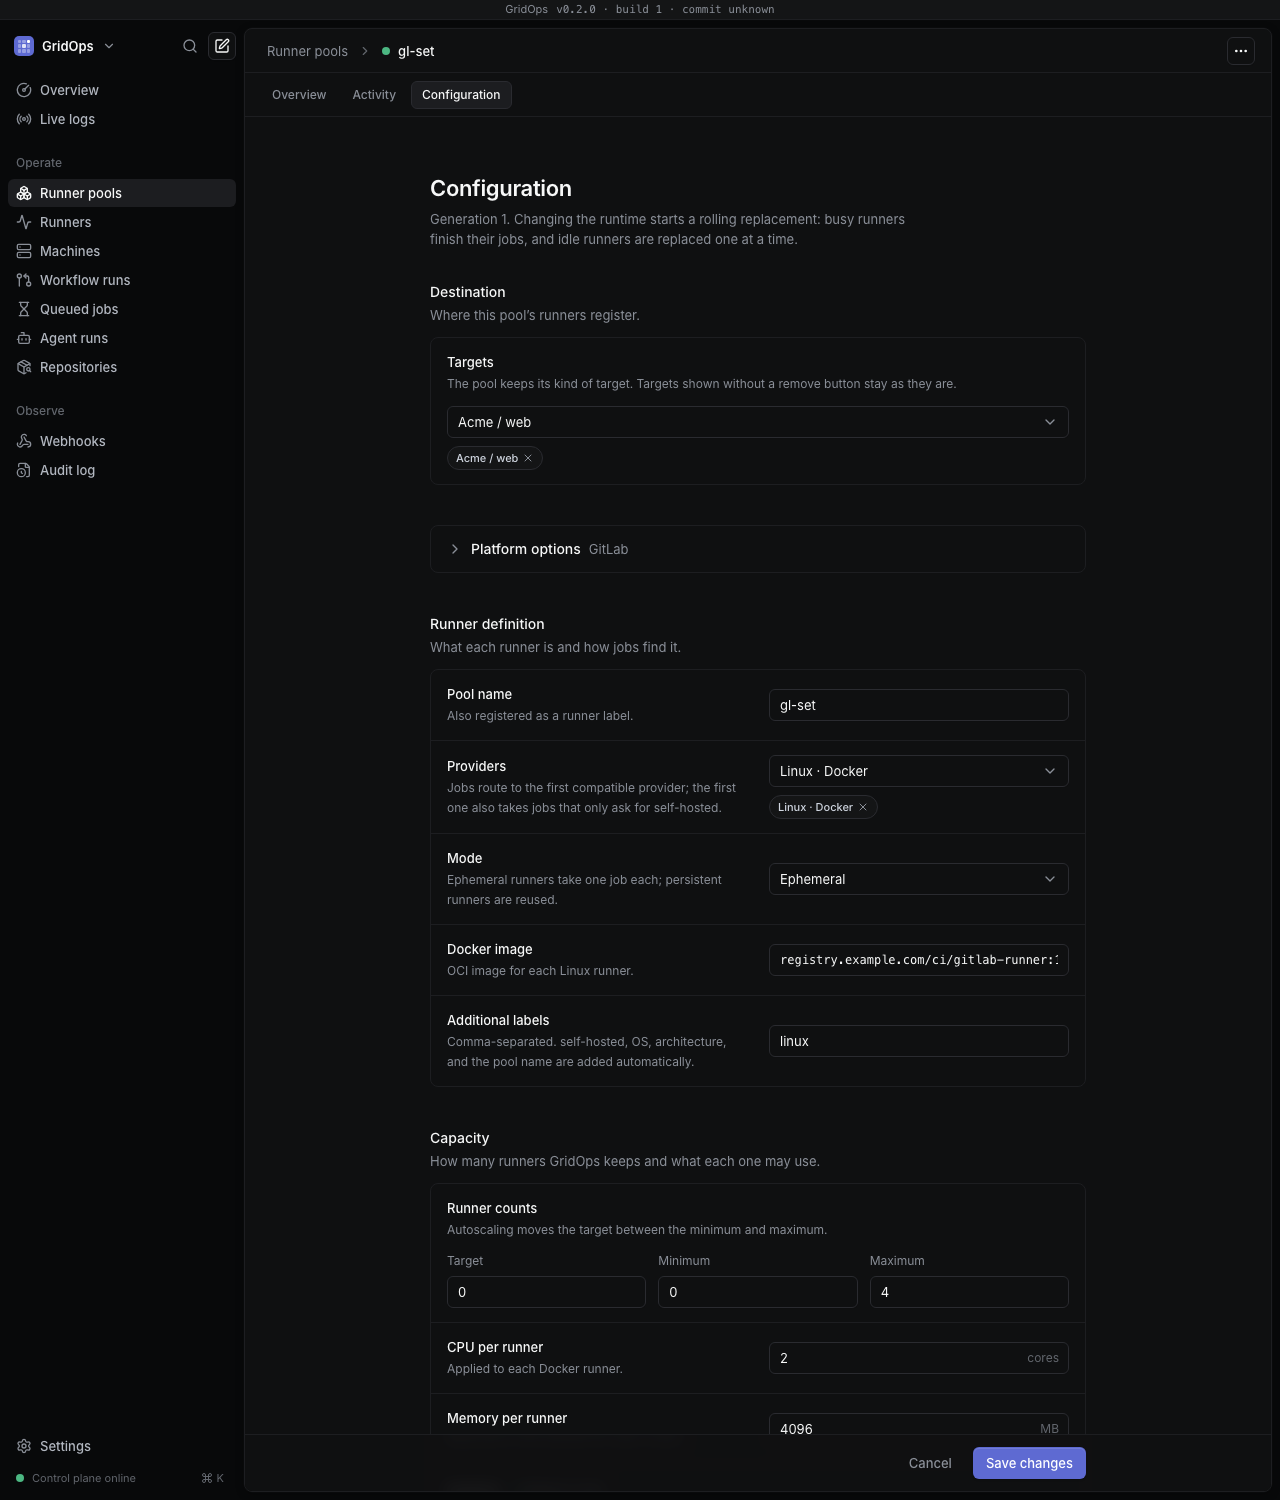 GridOps v0.2.0 · build 1 · commit unknown
GridOps
Overview
Live logs
Operate
Runner pools
Runners
Machines
Workflow runs
Queued jobs
Agent runs
Repositories
Observe
Webhooks
Audit log
Settings
Control plane online ⌘ K
Runner pools gl-set
Overview Activity Configuration
Configuration
Generation 1. Changing the runtime starts a rolling replacement: busy runners
finish their jobs, and idle runners are replaced one at a time.
Destination
Where this pool’s runners register.
Targets
The pool keeps its kind of target. Targets shown without a remove button stay as they are.
Acme / web
Acme / web
Platform options GitLab
Runner definition
What each runner is and how jobs find it.
Pool name
Also registered as a runner label.
gl-set
Providers
Jobs route to the first compatible provider; the first
one also takes jobs that only ask for self-hosted.
Linux · Docker
Linux · Docker
Mode
Ephemeral runners take one job each; persistent
runners are reused.
Ephemeral
Docker image
OCI image for each Linux runner.
registry.example.com/ci/gitlab-runner:1
Additional labels
Comma-separated. self-hosted, OS, architecture,
and the pool name are added automatically.
linux
Capacity
How many runners GridOps keeps and what each one may use.
Runner counts
Autoscaling moves the target between the minimum and maximum.
Target Minimum Maximum
0 0 4
CPU per runner
Applied to each Docker runner.
2 cores
Memory per runner
4096 MB
Cancel Save changes